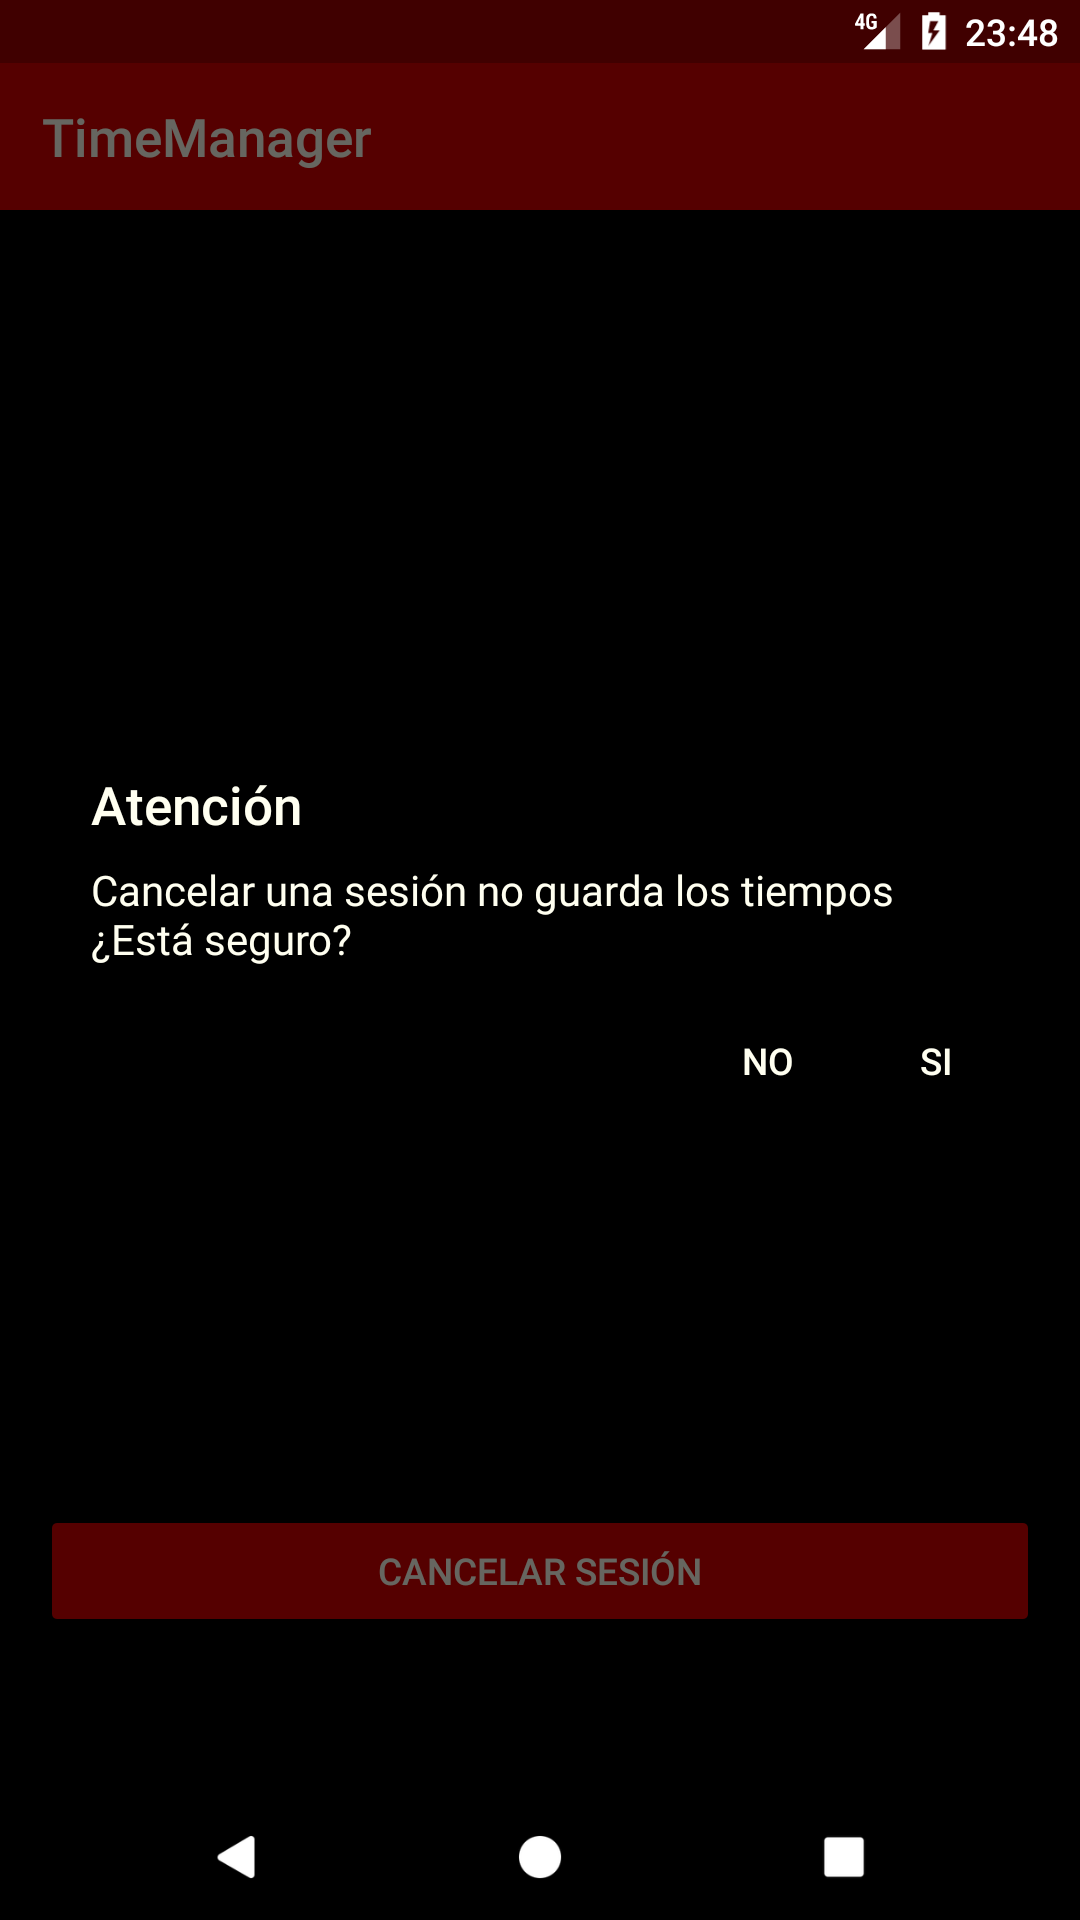 4G 23:48
TimeManager
Atención
Cancelar una sesión no guarda los tiempos
¿Está seguro?
NO SI
CANCELAR SESIÓN